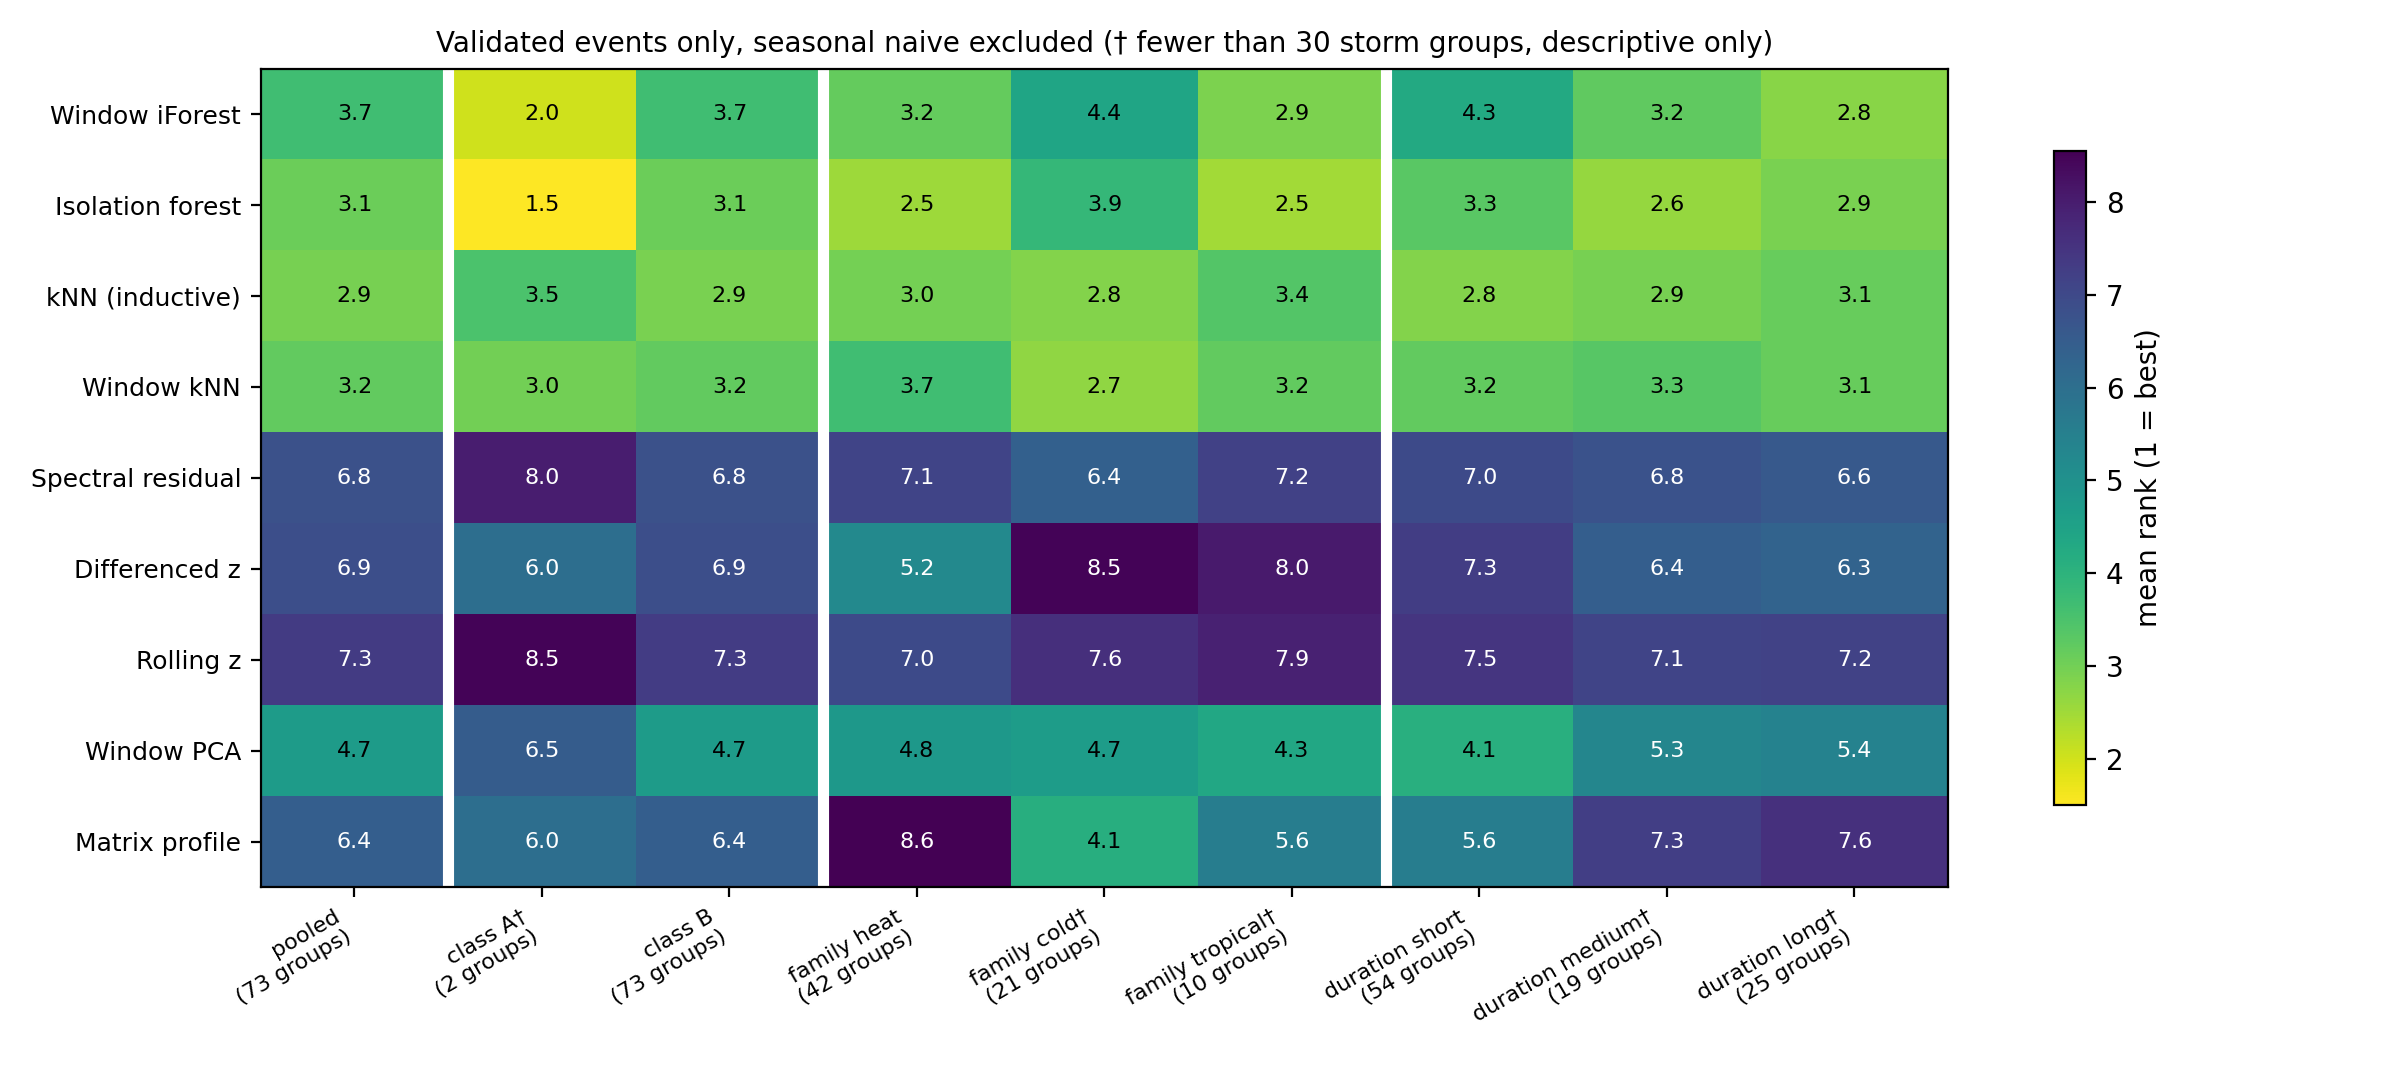 Validated events only, seasonal naive excluded († fewer than 30 storm groups, descriptive only)
Window iForest 3.7 2.0 3.7 3.2 4.4 2.9 4.3 3.2 2.8
Isolation forest 3.1 1.5 3.1 2.5 3.9 2.5 3.3 2.6 2.9
kNN (inductive) 2.9 3.5 2.9 3.0 2.8 3.4 2.8 2.9 3.1
Window kNN 3.2 3.0 3.2 3.7 2.7 3.2 3.2 3.3 3.1
Spectral residual 6.8 8.0 6.8 7.1 6.4 7.2 7.0 6.8 6.6
Differenced z 6.9 6.0 6.9 5.2 8.5 8.0 7.3 6.4 6.3
Rolling z 7.3 8.5 7.3 7.0 7.6 7.9 7.5 7.1 7.2
Window PCA 4.7 6.5 4.7 4.8 4.7 4.3 4.1 5.3 5.4
Matrix profile 6.4 6.0 6.4 8.6 4.1 5.6 5.6 7.3 7.6
pooled
(73 groups)
class A†
(2 groups)
class B
(73 groups)
family heat
(42 groups)
family cold†
(21 groups)
family tropical†
(10 groups)
duration short
(54 groups)
duration medium†
(19 groups)
duration long†
(25 groups)
8
7
6
5
4
3
2
mean rank (1 = best)